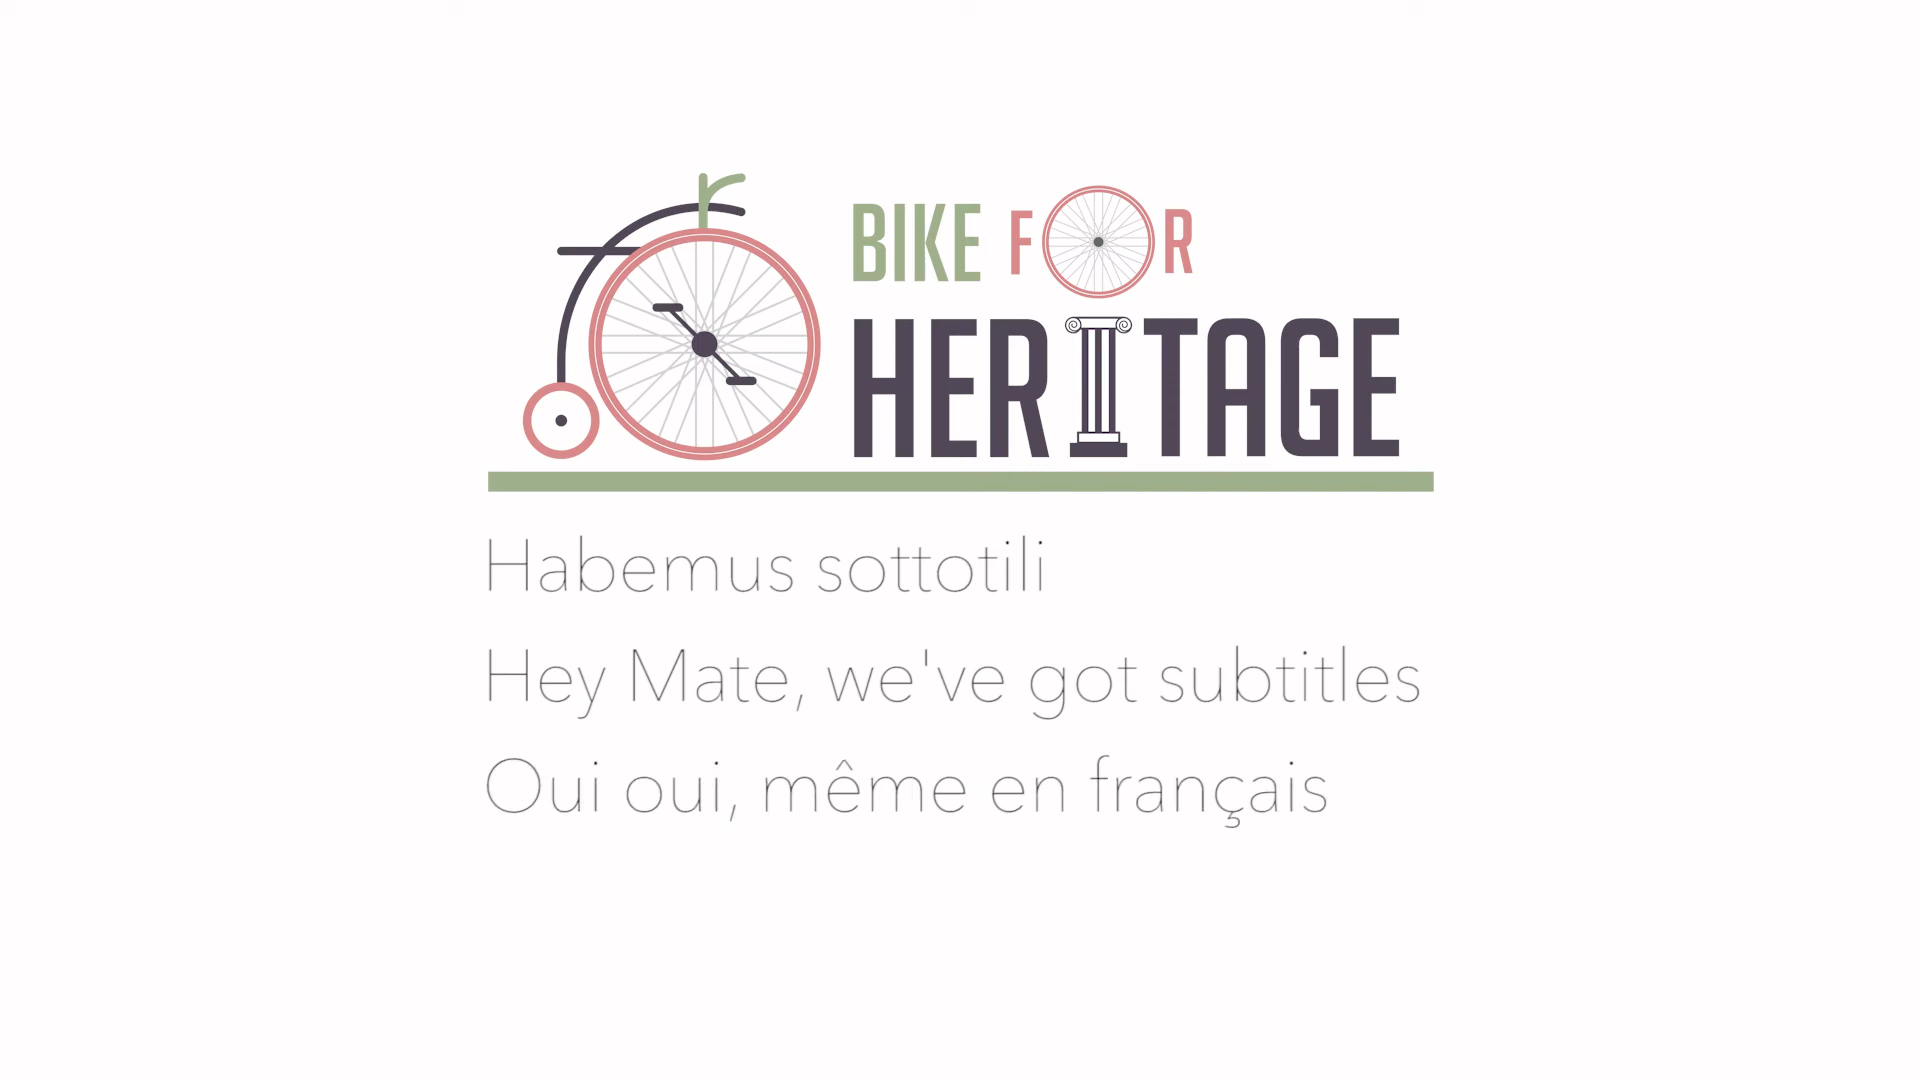 BIKE FOR
HERITAGE
Habemus sottotili
Hey Mate, we've got subtitles
Oui oui, même en français